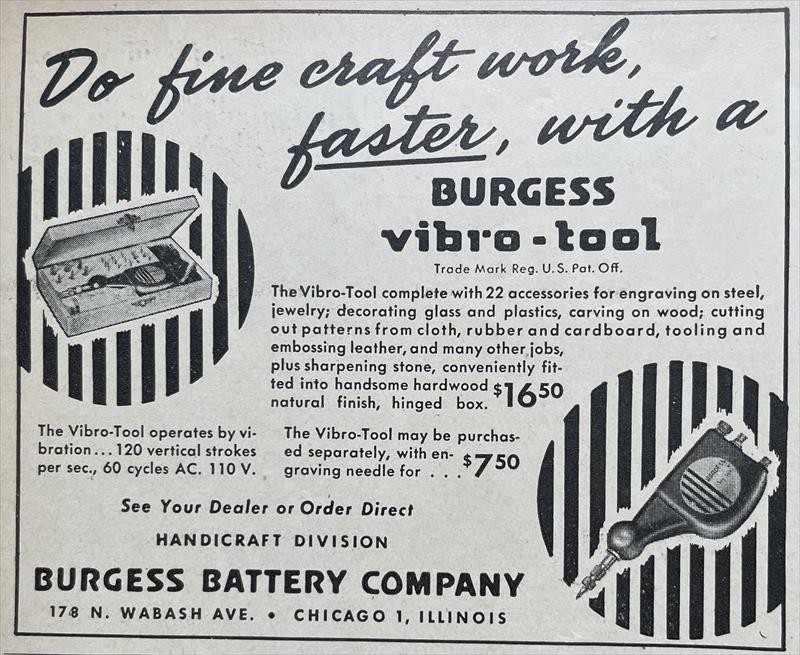 Do fine craft work,
faster, with a
BURGESS
vibro-tool
Trade Mark Reg. U.S. Pat. Off.
The Vibro-Tool complete with 22 accessories for engraving on steel,
jewelry; decorating glass and plastics, carving on wood; cutting
out patterns from cloth, rubber and cardboard, tooling and
embossing leather, and many other jobs,
plus sharpening stone, conveniently fit-
ted into handsome hardwood
natural finish, hinged box. $16.50
The Vibro-Tool operates by vi-
bration... 120 vertical strokes
per sec., 60 cycles AC. 110 V.
The Vibro-Tool may be purchas-
ed separately, with en-
graving needle for . . . $7.50
See Your Dealer or Order Direct
HANDICRAFT DIVISION
BURGESS BATTERY COMPANY
178 N. WABASH AVE. • CHICAGO 1, ILLINOIS